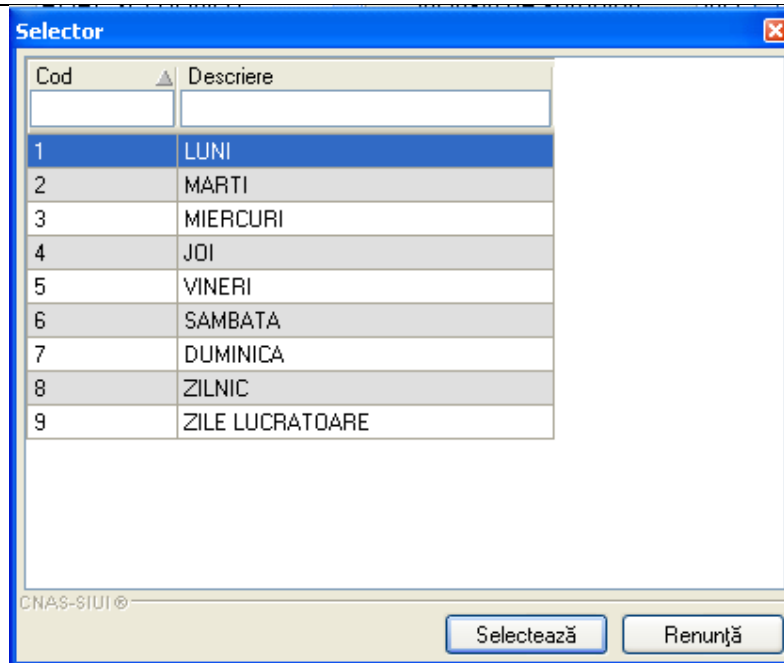 Selector
Cod Descriere
1 LUNI
2 MARTI
3 MIERCURI
4 JOI
5 VINERI
6 SAMBATA
7 DUMINICA
8 ZILNIC
9 ZILE LUCRATOARE
CNAS-SIUI®
Selectează Renunţă